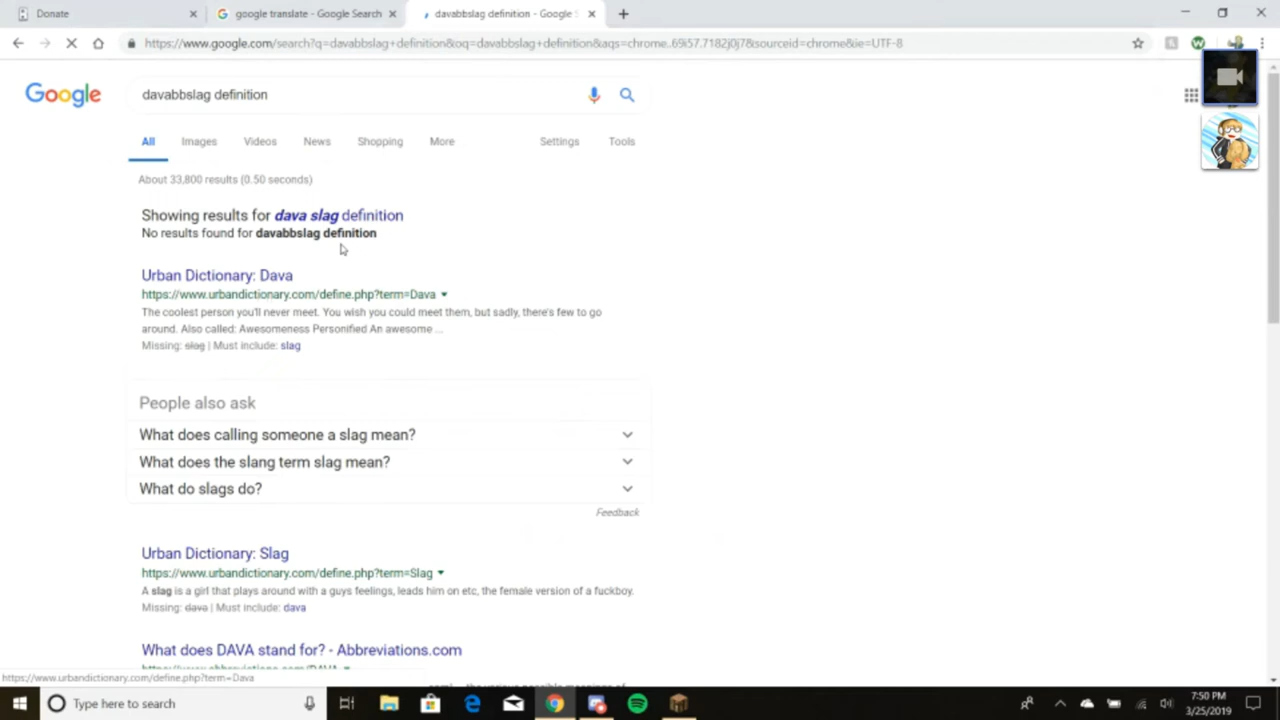 Donate
google translate - Google Search
davabbslag definition - Google S
https://www.google.com/search?q=davabbslag+definition&oq=davabbslag+definition&aqs=chrome..69i57.7182j0j7&sourceid=chrome&ie=UTF-8
Google
davabbslag definition
All Images Videos News Shopping More Settings Tools
About 33,800 results (0.50 seconds)
Showing results for dava slag definition
No results found for davabbslag definition
Urban Dictionary: Dava
https://www.urbandictionary.com/define.php?term=Dava
The coolest person you'll never meet. You wish you could meet them, but sadly, there's few to go
around. Also called: Awesomeness Personified An awesome ...
Missing: slag | Must include: slag
People also ask
What does calling someone a slag mean?
What does the slang term slag mean?
What do slags do?
Feedback
Urban Dictionary: Slag
https://www.urbandictionary.com/define.php?term=Slag
A slag is a girl that plays around with a guys feelings, leads him on etc, the female version of a fuckboy.
Missing: dava | Must include: dava
What does DAVA stand for? - Abbreviations.com
https://www.urbandictionary.com/define.php?term=Dava
Type here to search
7:50 PM
3/25/2019